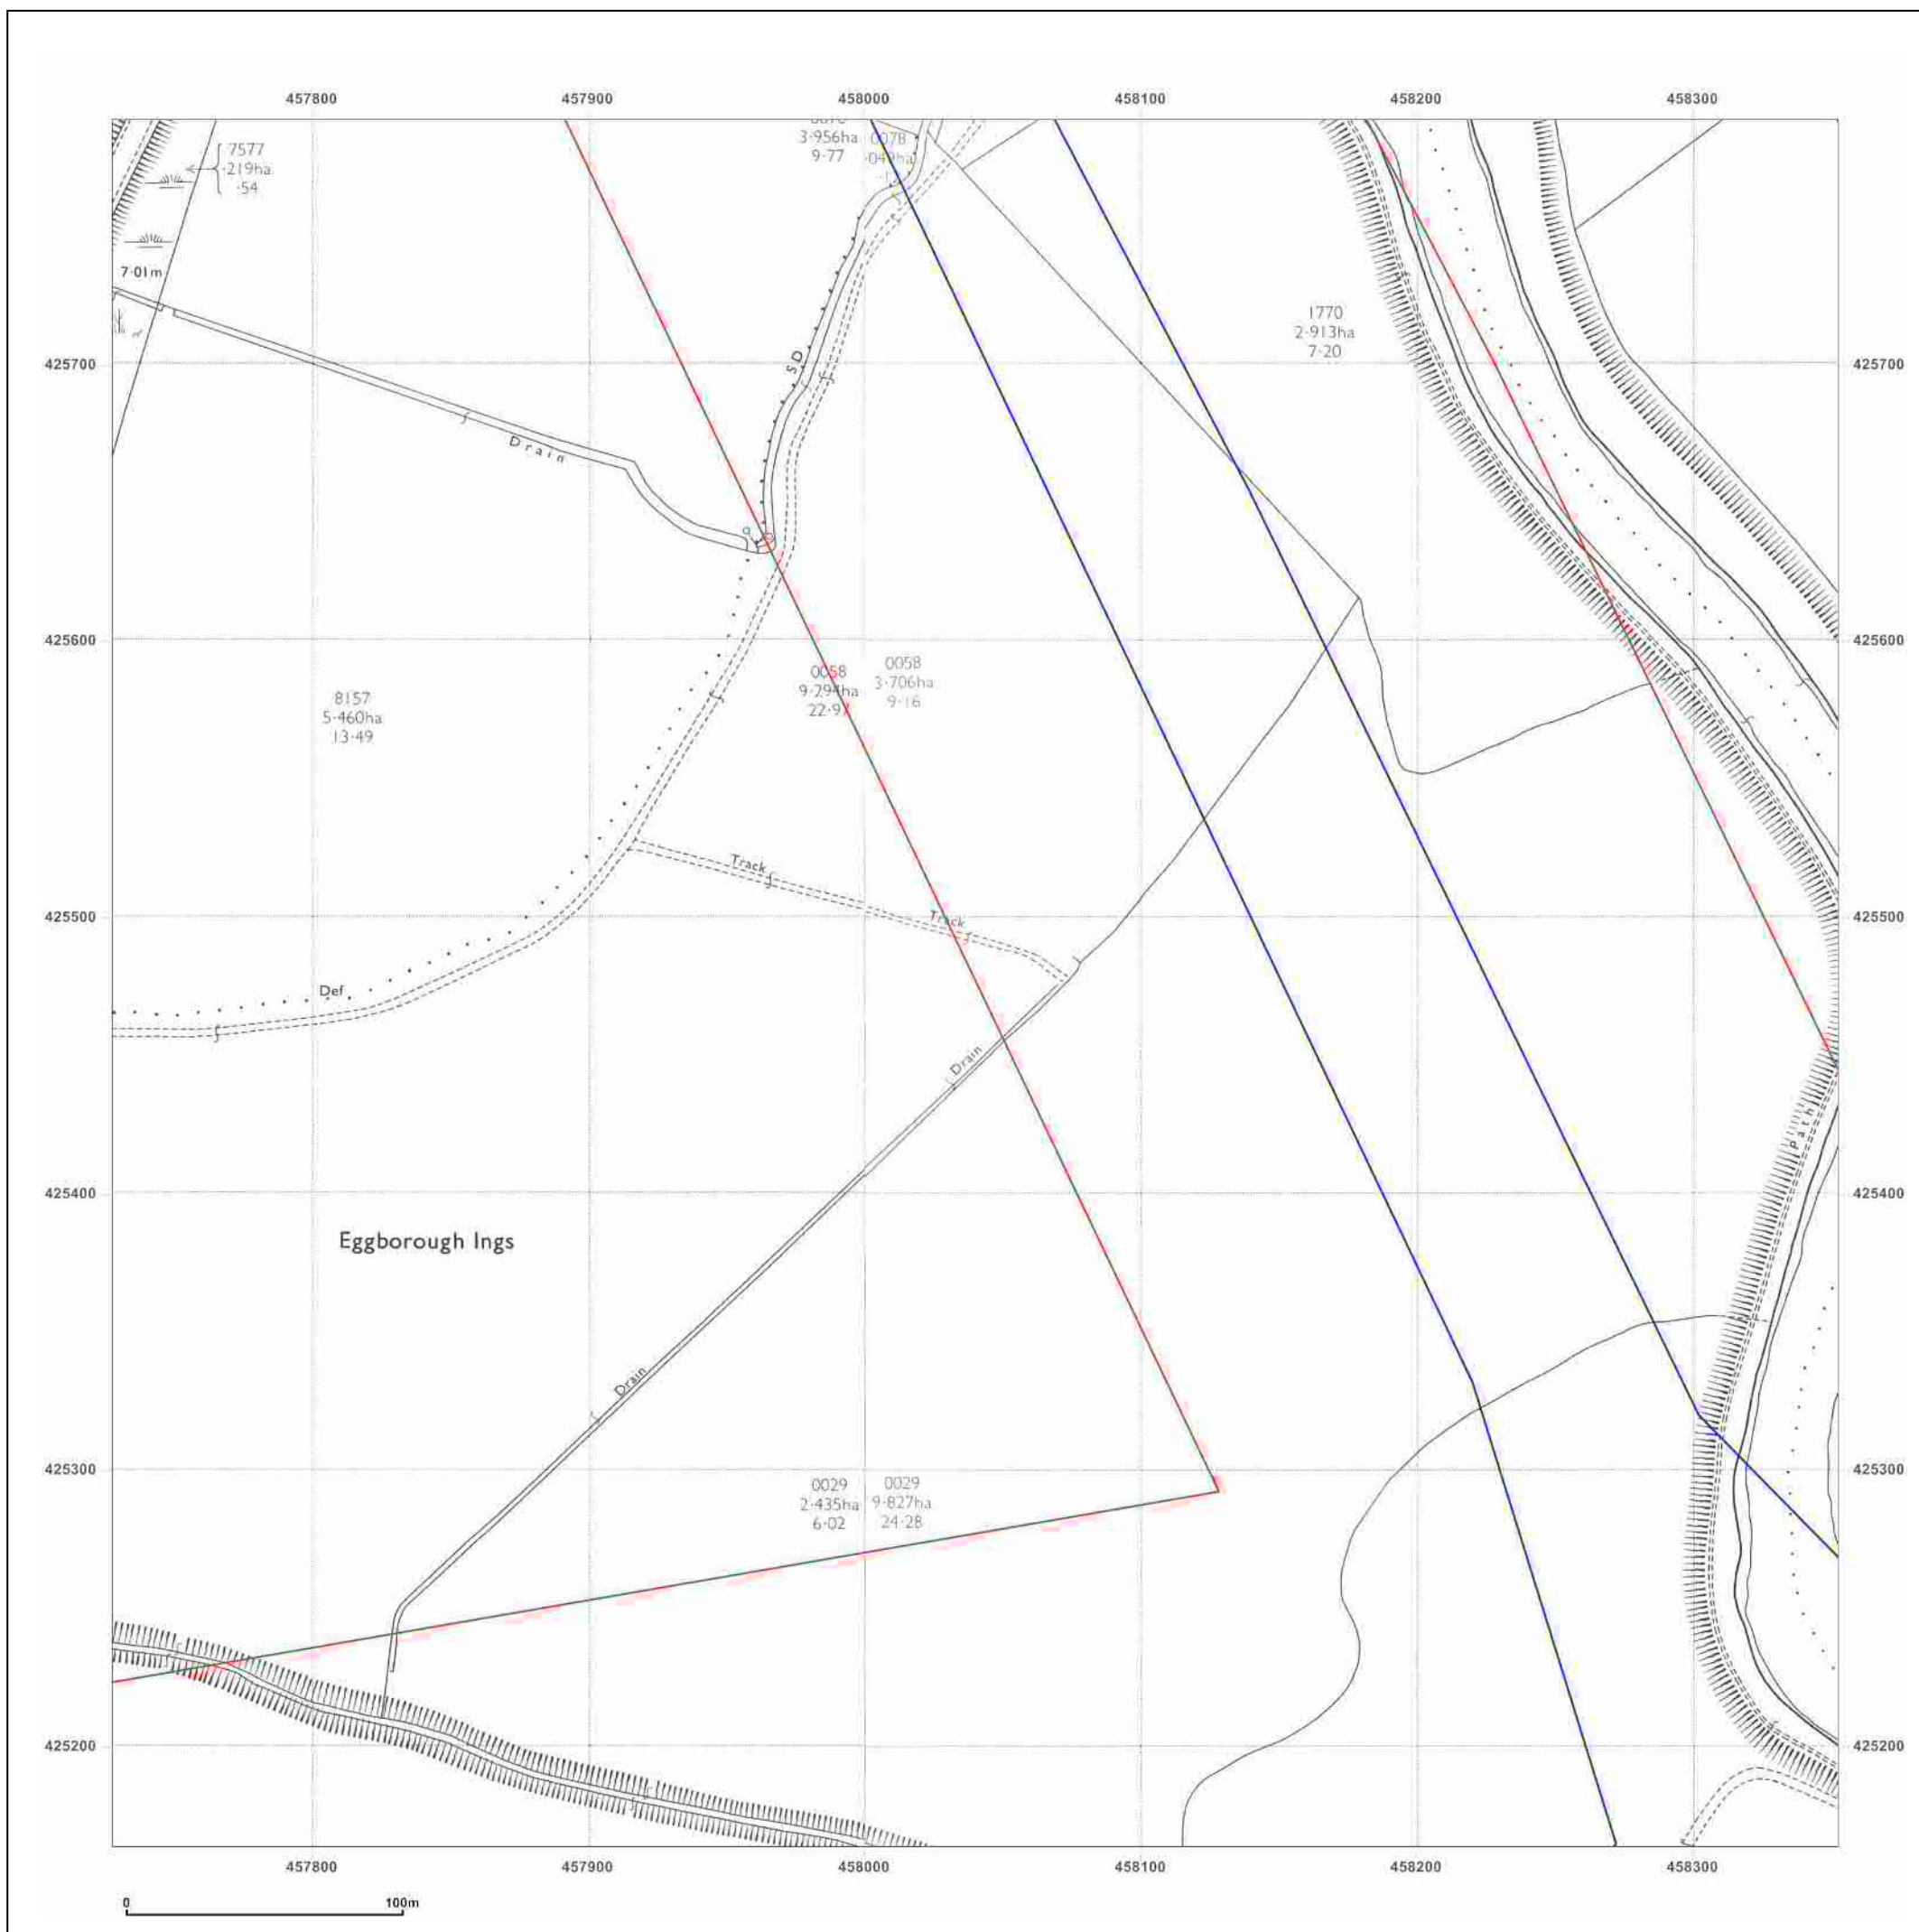 457800 457900 458000 458100 458200 458300
3·956ha
9·77
0078
7577
·219ha
·54
7·01m
1770
2·913ha
7·20
S D
425700 425700
Drain
425600 425600
0058
9·294ha
22·97
0058
3·706ha
9·16
8157
5·460ha
13·49
Track
Track
425500 425500
Def
Drain
Path
425400 425400
Eggborough Ings
Drain
425300 425300
0029
2·435ha
6·02
0029
9·827ha
24·28
425200 425200
457800 457900 458000 458100 458200 458300
0 100m